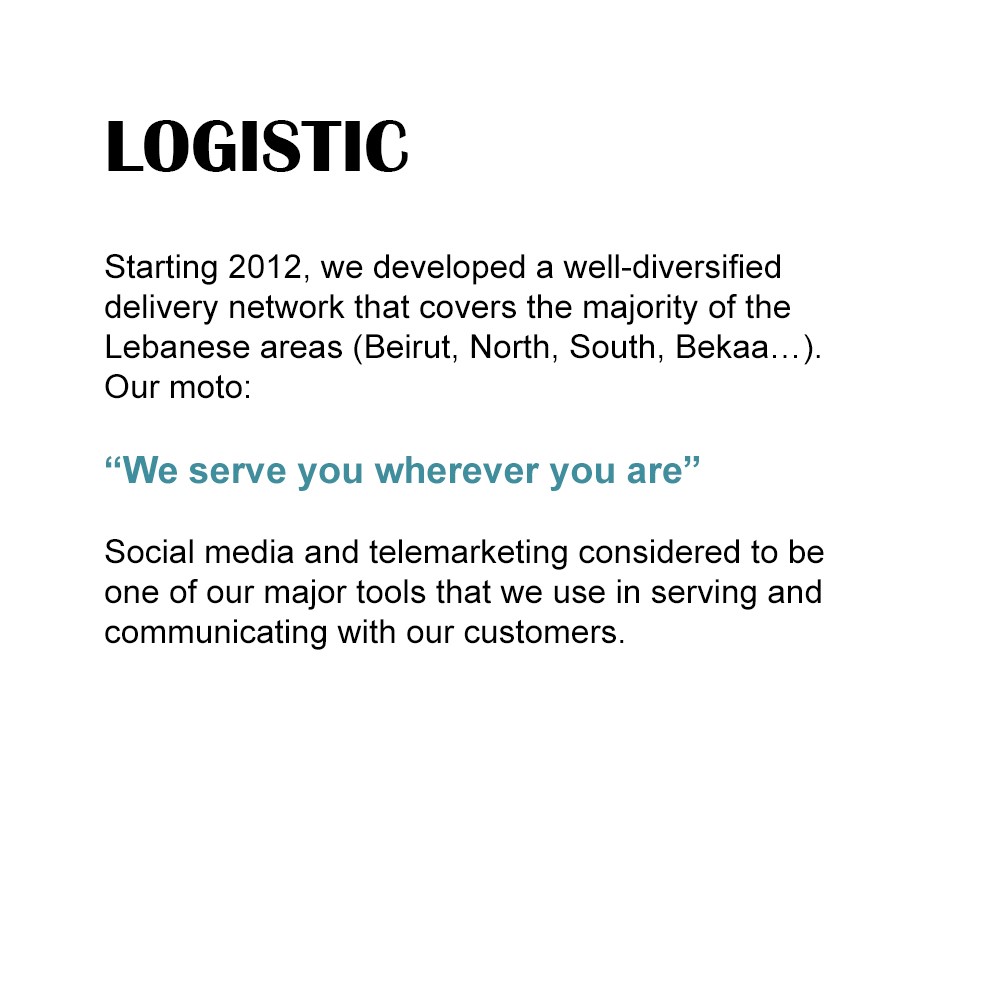 LOGISTIC
Starting 2012, we developed a well-diversified
delivery network that covers the majority of the
Lebanese areas (Beirut, North, South, Bekaa…).
Our moto:
“We serve you wherever you are”
Social media and telemarketing considered to be
one of our major tools that we use in serving and
communicating with our customers.